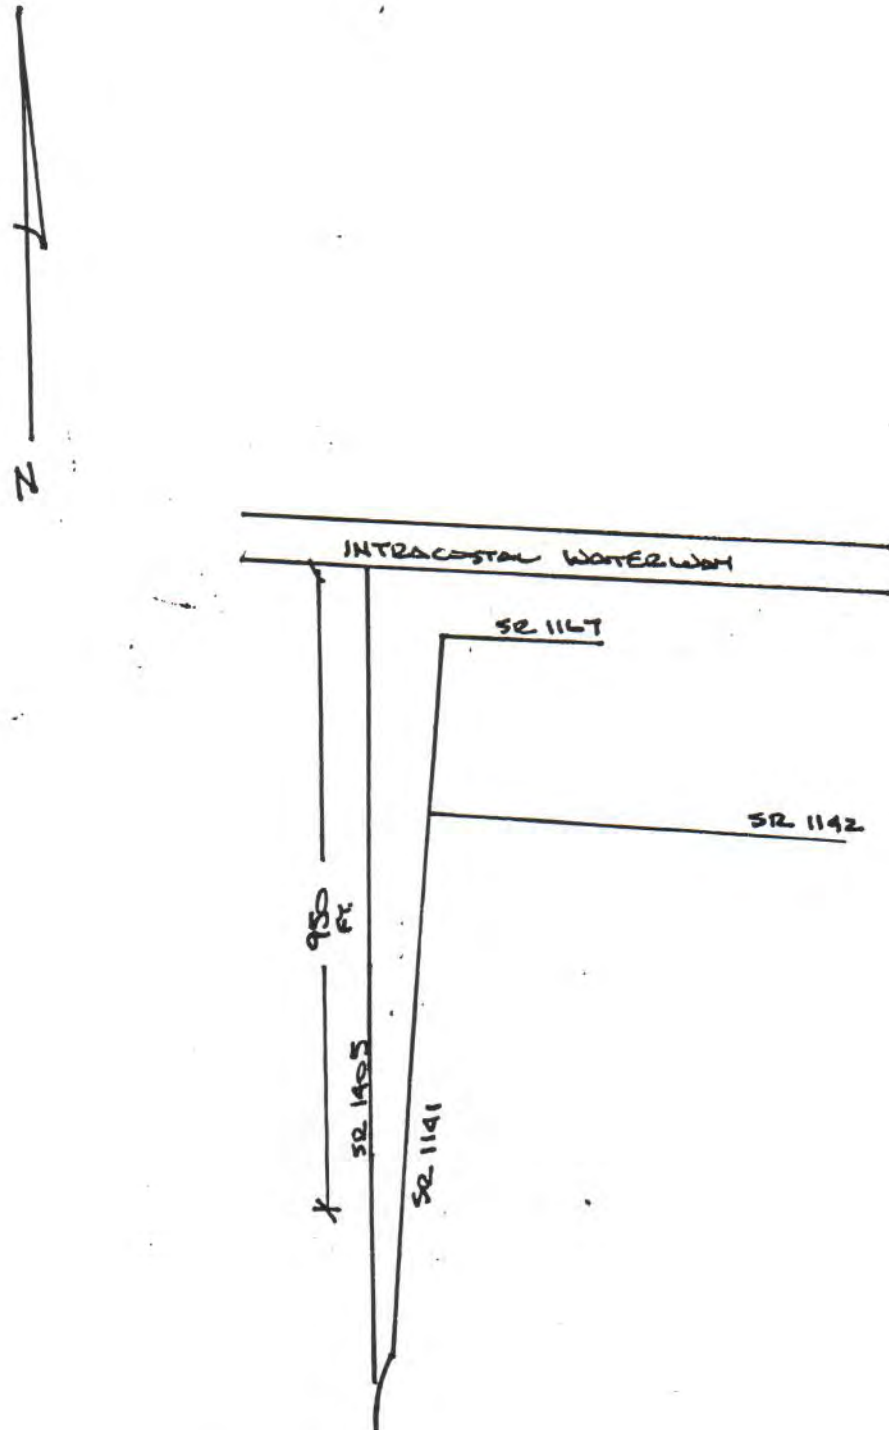 N
INTRACOSTAL WATERWAY
SR 1167
SR 1142
950
FT.
SR 1405
SR 1141